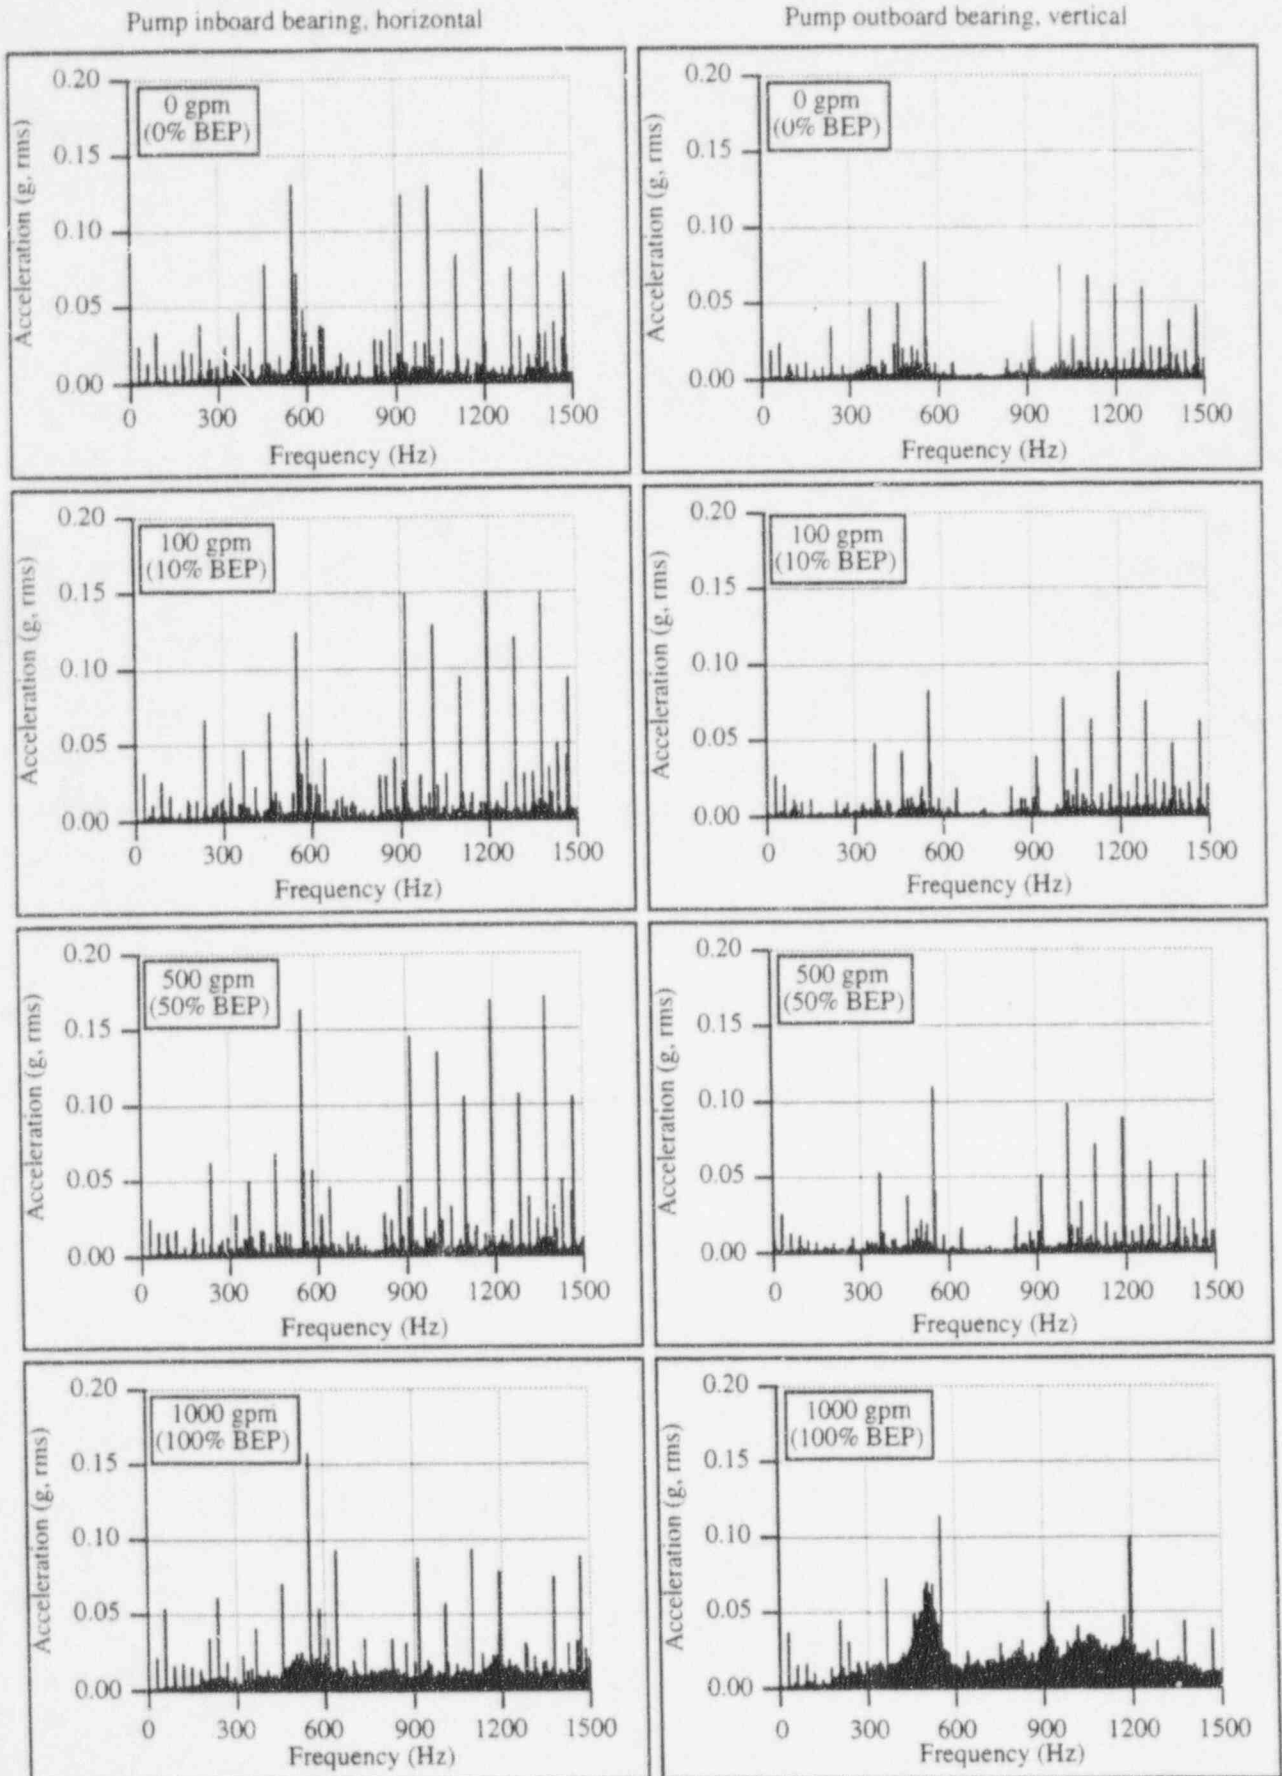 Pump inboard bearing, horizontal
Pump outboard bearing, vertical
0.20
0.15
0.10
0.05
0.00
Acceleration (g, rms)
0 gpm
(0% BEP)
0 300 600 900 1200 1500
Frequency (Hz)
0.20
0.15
0.10
0.05
0.00
Acceleration (g, rms)
0 gpm
(0% BEP)
0 300 600 900 1200 1500
Frequency (Hz)
0.20
0.15
0.10
0.05
0.00
Acceleration (g, rms)
100 gpm
(10% BEP)
0 300 600 900 1200 1500
Frequency (Hz)
0.20
0.15
0.10
0.05
0.00
Acceleration (g, rms)
100 gpm
(10% BEP)
0 300 600 900 1200 1500
Frequency (Hz)
0.20
0.15
0.10
0.05
0.00
Acceleration (g, rms)
500 gpm
(50% BEP)
0 300 600 900 1200 1500
Frequency (Hz)
0.20
0.15
0.10
0.05
0.00
Acceleration (g, rms)
500 gpm
(50% BEP)
0 300 600 900 1200 1500
Frequency (Hz)
0.20
0.15
0.10
0.05
0.00
Acceleration (g, rms)
1000 gpm
(100% BEP)
0 300 600 900 1200 1500
Frequency (Hz)
0.20
0.15
0.10
0.05
0.00
Acceleration (g, rms)
1000 gpm
(100% BEP)
0 300 600 900 1200 1500
Frequency (Hz)